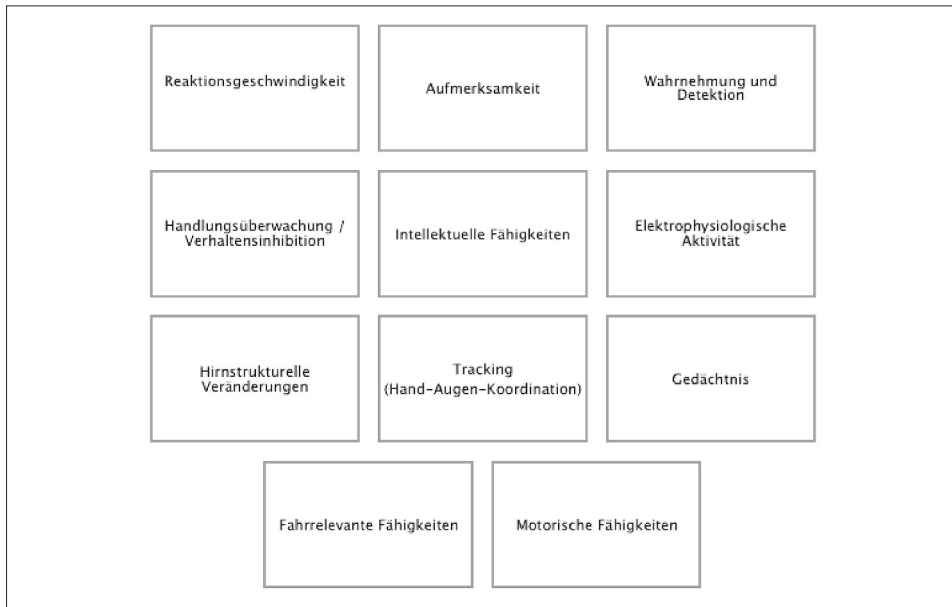 Reaktionsgeschwindigkeit
Aufmerksamkeit
Wahrnehmung und
Detektion
Handlungsüberwachung /
Verhaltensinhibition
Intellektuelle Fähigkeiten
Elektrophysiologische
Aktivität
Hirnstrukturelle
Veränderungen
Tracking
(Hand-Augen-Koordination)
Gedächtnis
Fahrrelevante Fähigkeiten
Motorische Fähigkeiten